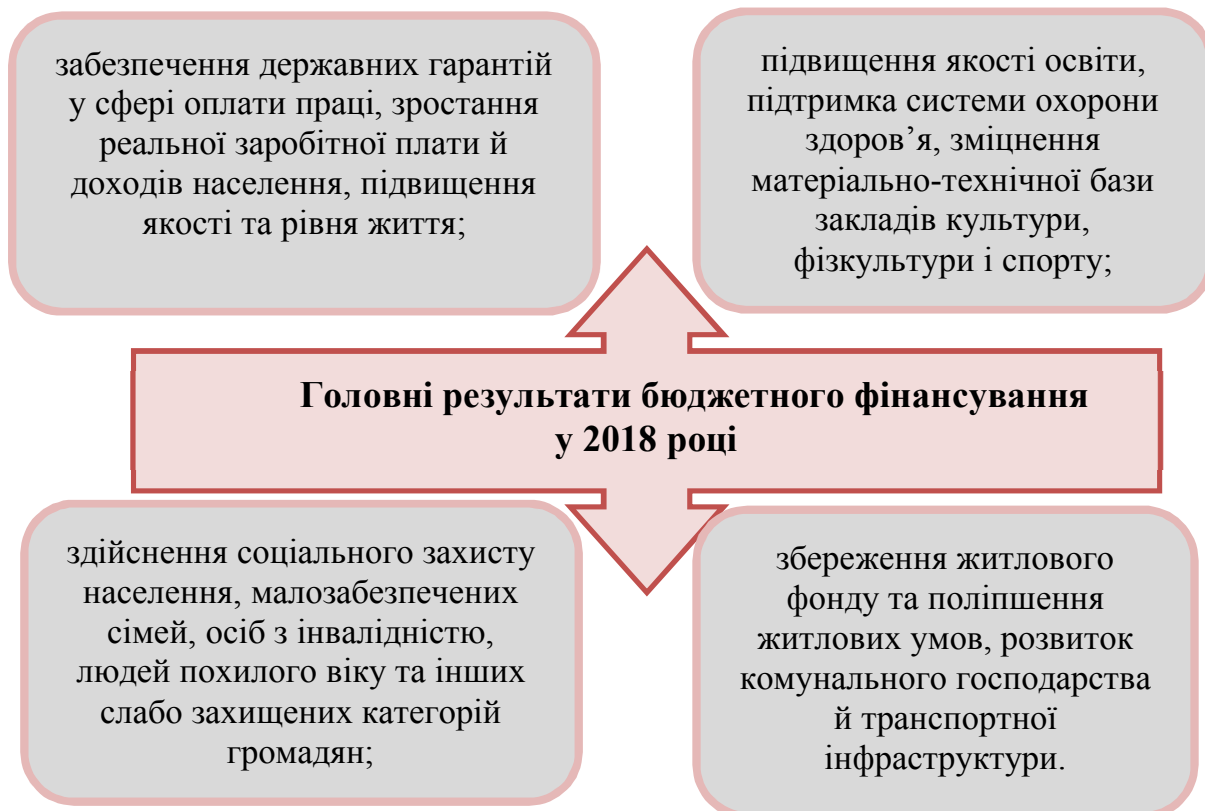 забезпечення державних гарантій
у сфері оплати праці, зростання
реальної заробітної плати й
доходів населення, підвищення
якості та рівня життя;
підвищення якості освіти,
підтримка системи охорони
здоров’я, зміцнення
матеріально-технічної бази
закладів культури,
фізкультури і спорту;
Головні результати бюджетного фінансування
у 2018 році
здійснення соціального захисту
населення, малозабезпечених
сімей, осіб з інвалідністю,
людей похилого віку та інших
слабо захищених категорій
громадян;
збереження житлового
фонду та поліпшення
житлових умов, розвиток
комунального господарства
й транспортної
інфраструктури.